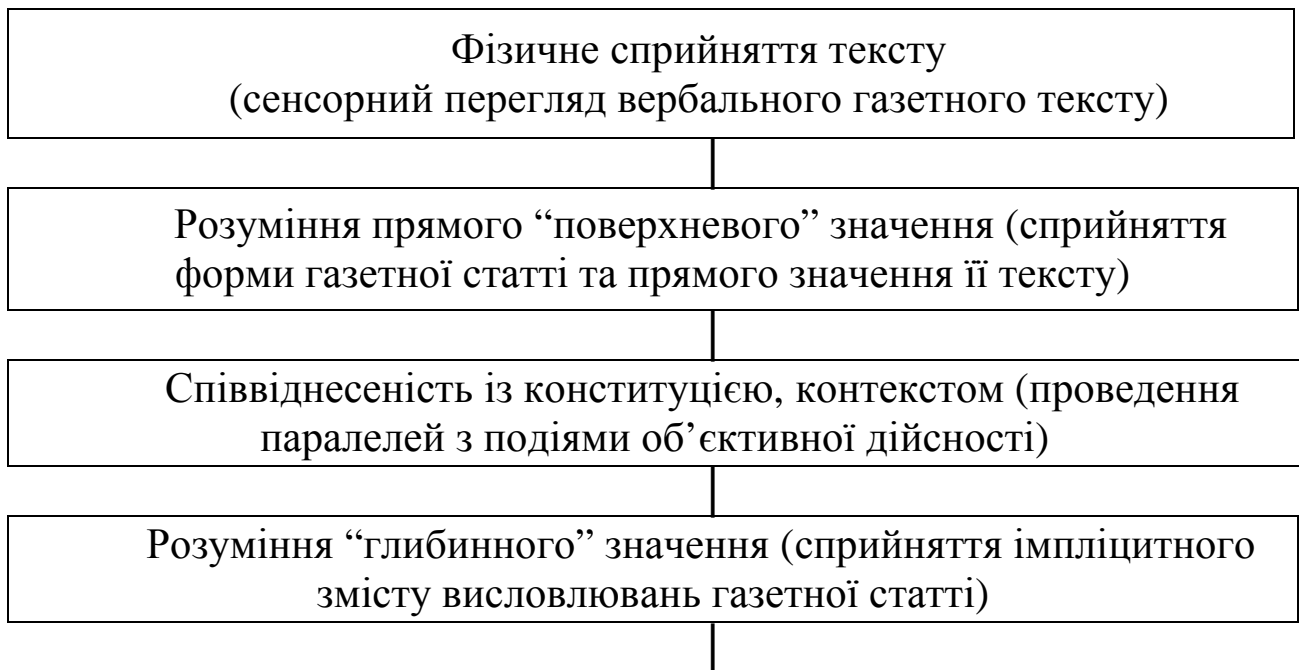 Фізичне сприйняття тексту
(сенсорний перегляд вербального газетного тексту)
Розуміння прямого “поверхневого” значення (сприйняття
форми газетної статті та прямого значення її тексту)
Співвіднесеність із конституцією, контекстом (проведення
паралелей з подіями об’єктивної дійсності)
Розуміння “глибинного” значення (сприйняття імпліцитного
змісту висловлювань газетної статті)